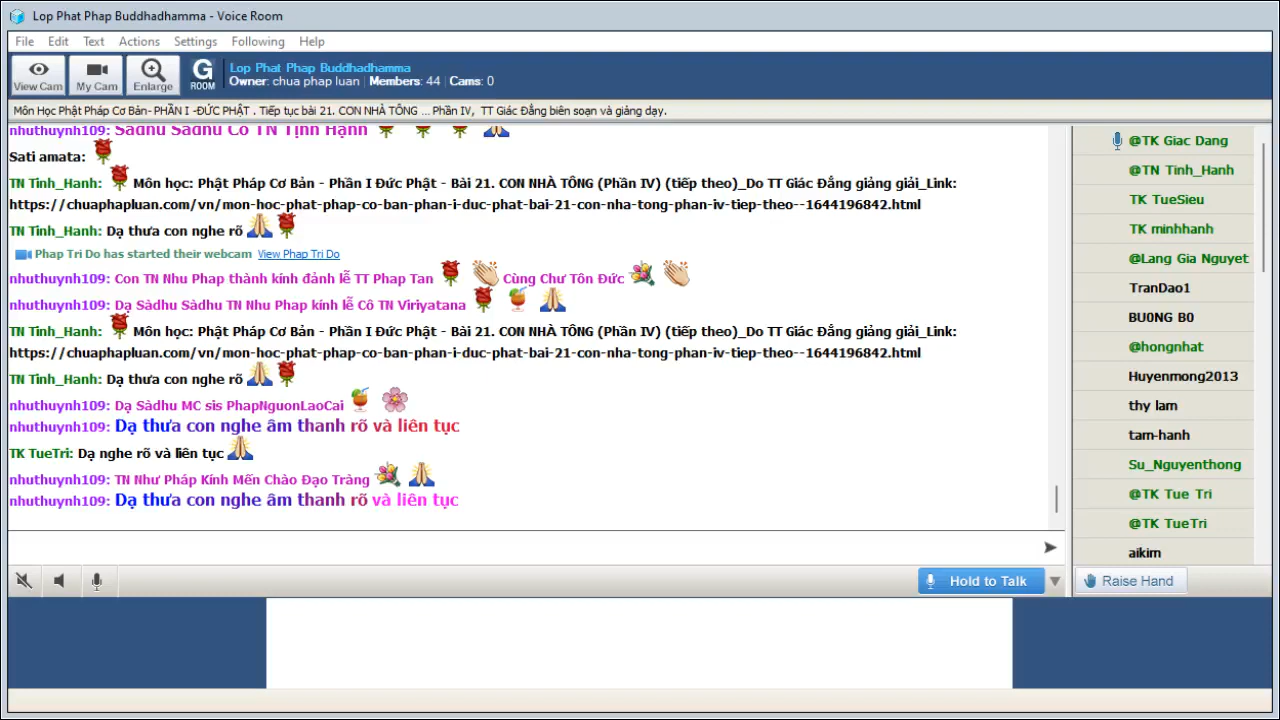 Lop Phat Phap Buddhadhamma - Voice Room
File Edit Text Actions Settings Following Help
View Cam My Cam Enlarge G ROOM
Lop Phat Phap Buddhadhamma
Owner: chua phap luan | Members: 44 | Cams: 0
Môn Học Phật Pháp Cơ Bản- PHẦN I -ĐỨC PHẬT . Tiếp tục bài 21. CON NHÀ TÔNG ... Phần IV, TT Giác Đẳng biên soạn và giảng dạy.
nhuthuynh109: Sādhu Sādhu Cô TN Tịnh Hạnh
Sati amata:
TN Tinh_Hanh: Môn học: Phật Pháp Cơ Bản - Phần I Đức Phật - Bài 21. CON NHÀ TÔNG (Phần IV) (tiếp theo)_Do TT Giác Đẳng giảng giải_Link:
https://chuaphapluan.com/vn/mon-hoc-phat-phap-co-ban-phan-i-duc-phat-bai-21-con-nha-tong-phan-iv-tiep-theo--1644196842.html
TN Tinh_Hanh: Dạ thưa con nghe rõ
Phap Tri Do has started their webcam View Phap Tri Do
nhuthuynh109: Con TN Nhu Phap thành kính đảnh lễ TT Phap Tan Cùng Chư Tôn Đức
nhuthuynh109: Dạ Sàdhu Sàdhu TN Nhu Phap kính lễ Cô TN Viriyatana
TN Tinh_Hanh: Môn học: Phật Pháp Cơ Bản - Phần I Đức Phật - Bài 21. CON NHÀ TÔNG (Phần IV) (tiếp theo)_Do TT Giác Đẳng giảng giải_Link:
https://chuaphapluan.com/vn/mon-hoc-phat-phap-co-ban-phan-i-duc-phat-bai-21-con-nha-tong-phan-iv-tiep-theo--1644196842.html
TN Tinh_Hanh: Dạ thưa con nghe rõ
nhuthuynh109: Dạ Sàdhu MC sis PhapNguonLaoCai
nhuthuynh109: Dạ thưa con nghe âm thanh rõ và liên tục
TK TueTri: Dạ nghe rõ và liên tục
nhuthuynh109: TN Như Pháp Kính Mến Chào Đạo Tràng
nhuthuynh109: Dạ thưa con nghe âm thanh rõ và liên tục
Hold to Talk
@TK Giac Dang
@TN Tinh_Hanh
TK TueSieu
TK minhhanh
@Lang Gia Nguyet
TranDao1
BU0NG B0
@hongnhat
Huyenmong2013
thy lam
tam-hanh
Su_Nguyenthong
@TK Tue Tri
@TK TueTri
aikim
Raise Hand